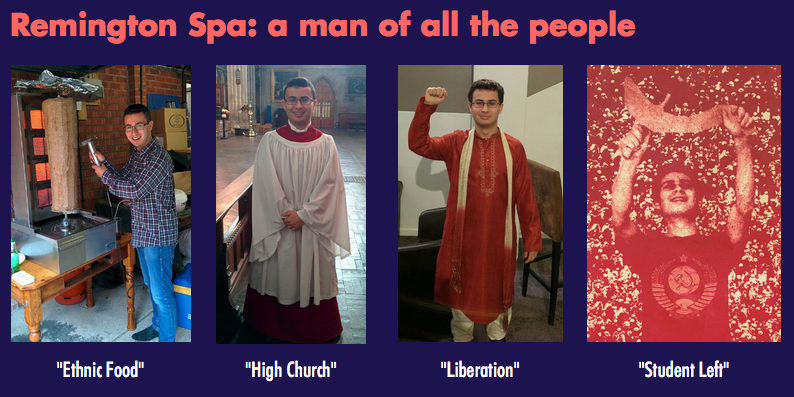 Remington Spa: a man of all the people
"Ethnic Food"
"High Church"
"Liberation"
"Student Left"